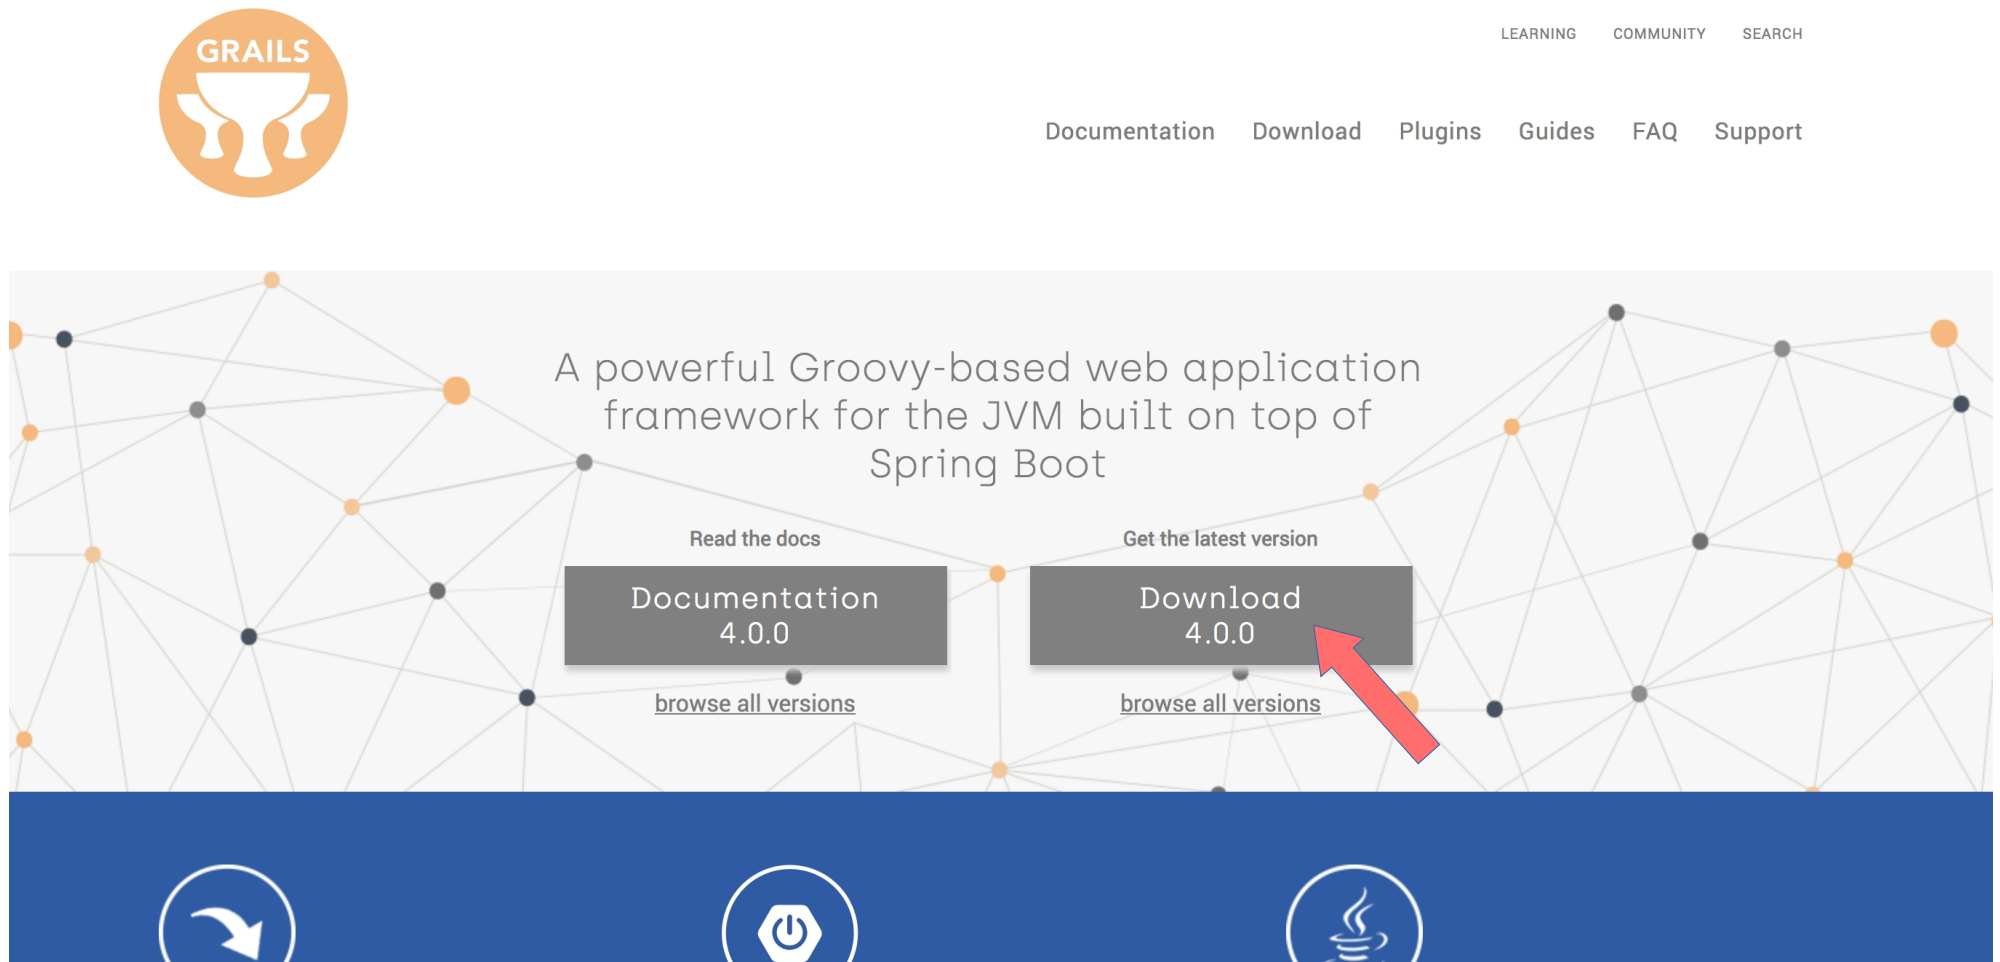 GRAILS
LEARNING COMMUNITY SEARCH
Documentation Download Plugins Guides FAQ Support
A powerful Groovy-based web application
framework for the JVM built on top of
Spring Boot
Read the docs
Documentation
4.0.0
browse all versions
Get the latest version
Download
4.0.0
browse all versions